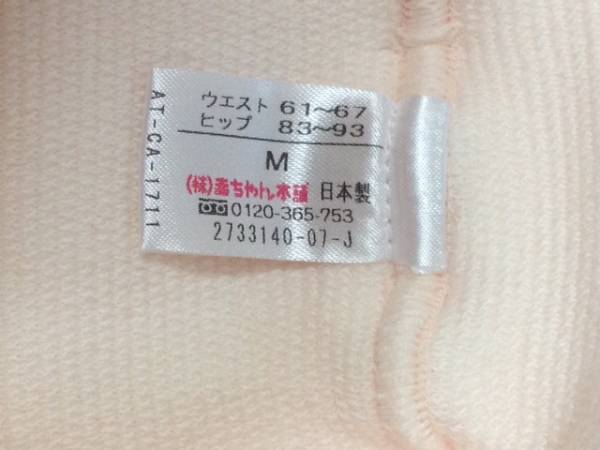 ウエスト 61~67
ヒップ 83~93
M
(株)赤ちゃん本舗 日本製
0120-365-753
2733140-07-J
AT-CA-1711